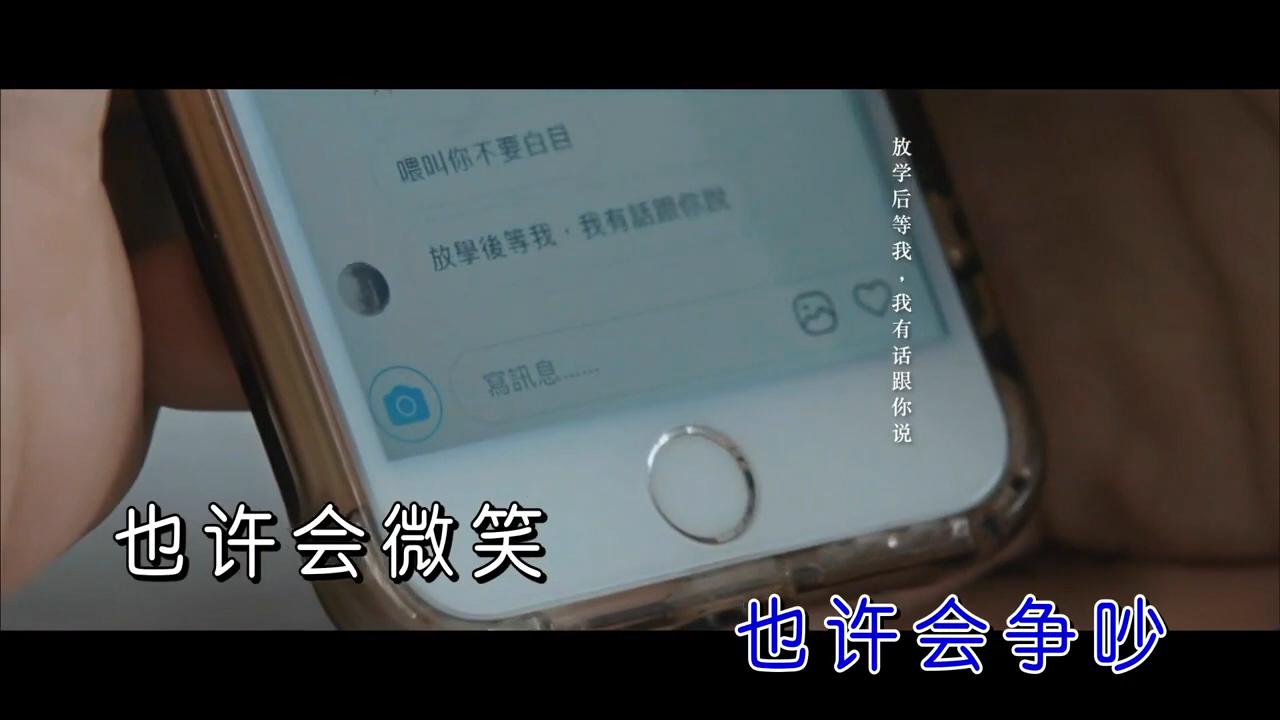 喂叫你不要白目
放學後等我，我有話跟你說
寫訊息……
放学后等我，我有话跟你说
也许会微笑
也许会争吵